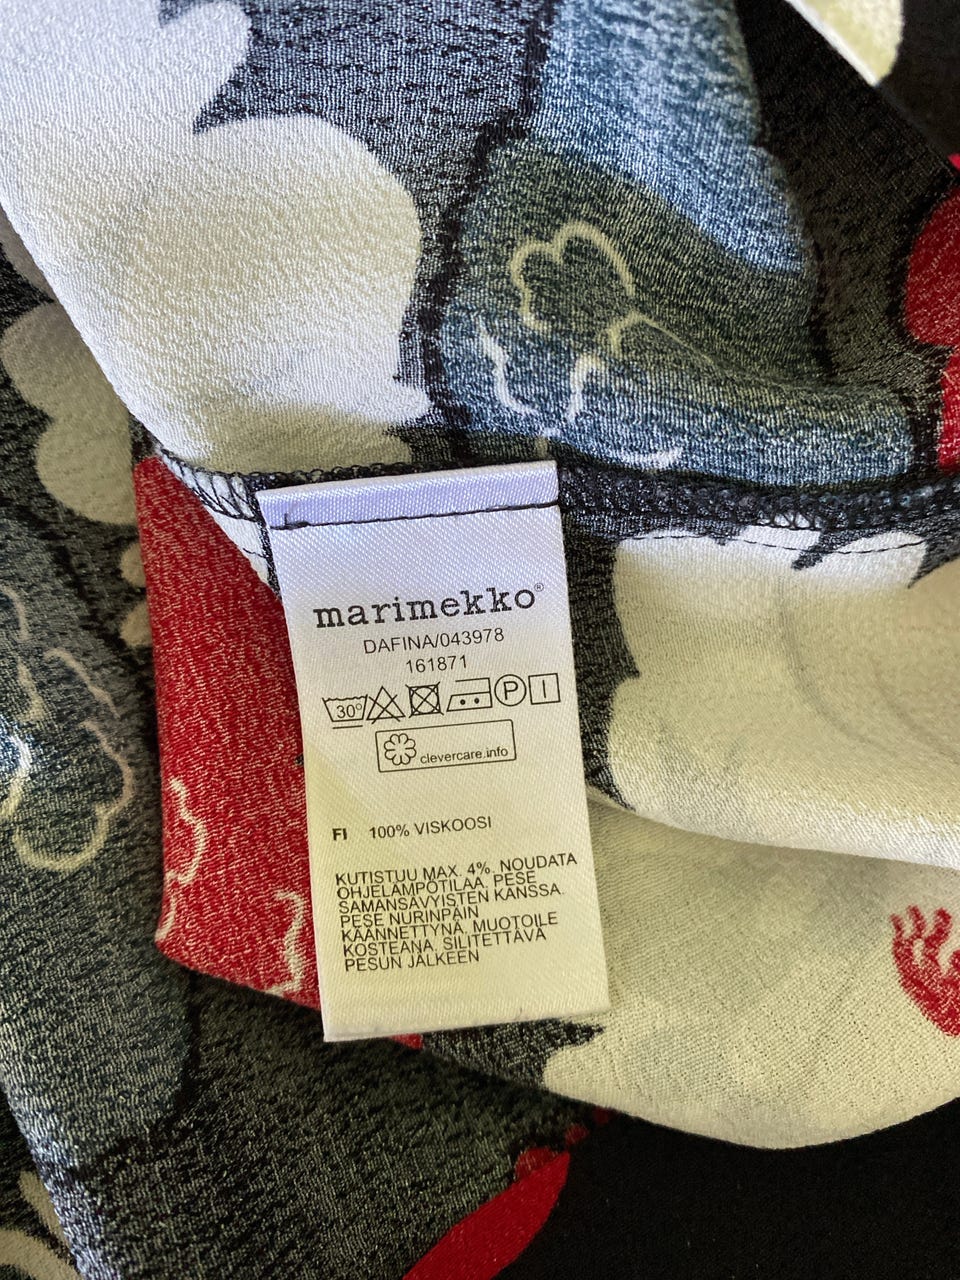 marimekko®
DAFINA/043978
161871
30° P I
clevercare.info
FI 100% VISKOOSI
KUTISTUU MAX. 4%, NOUDATA
OHJELÄMPÖTILAA, PESE
SAMANSÄVYISTEN KANSSA.
PESE NURINPÄIN
KÄÄNNETTYNÄ, MUOTOILE
KOSTEANA, SILITETTÄVÄ
PESUN JÄLKEEN